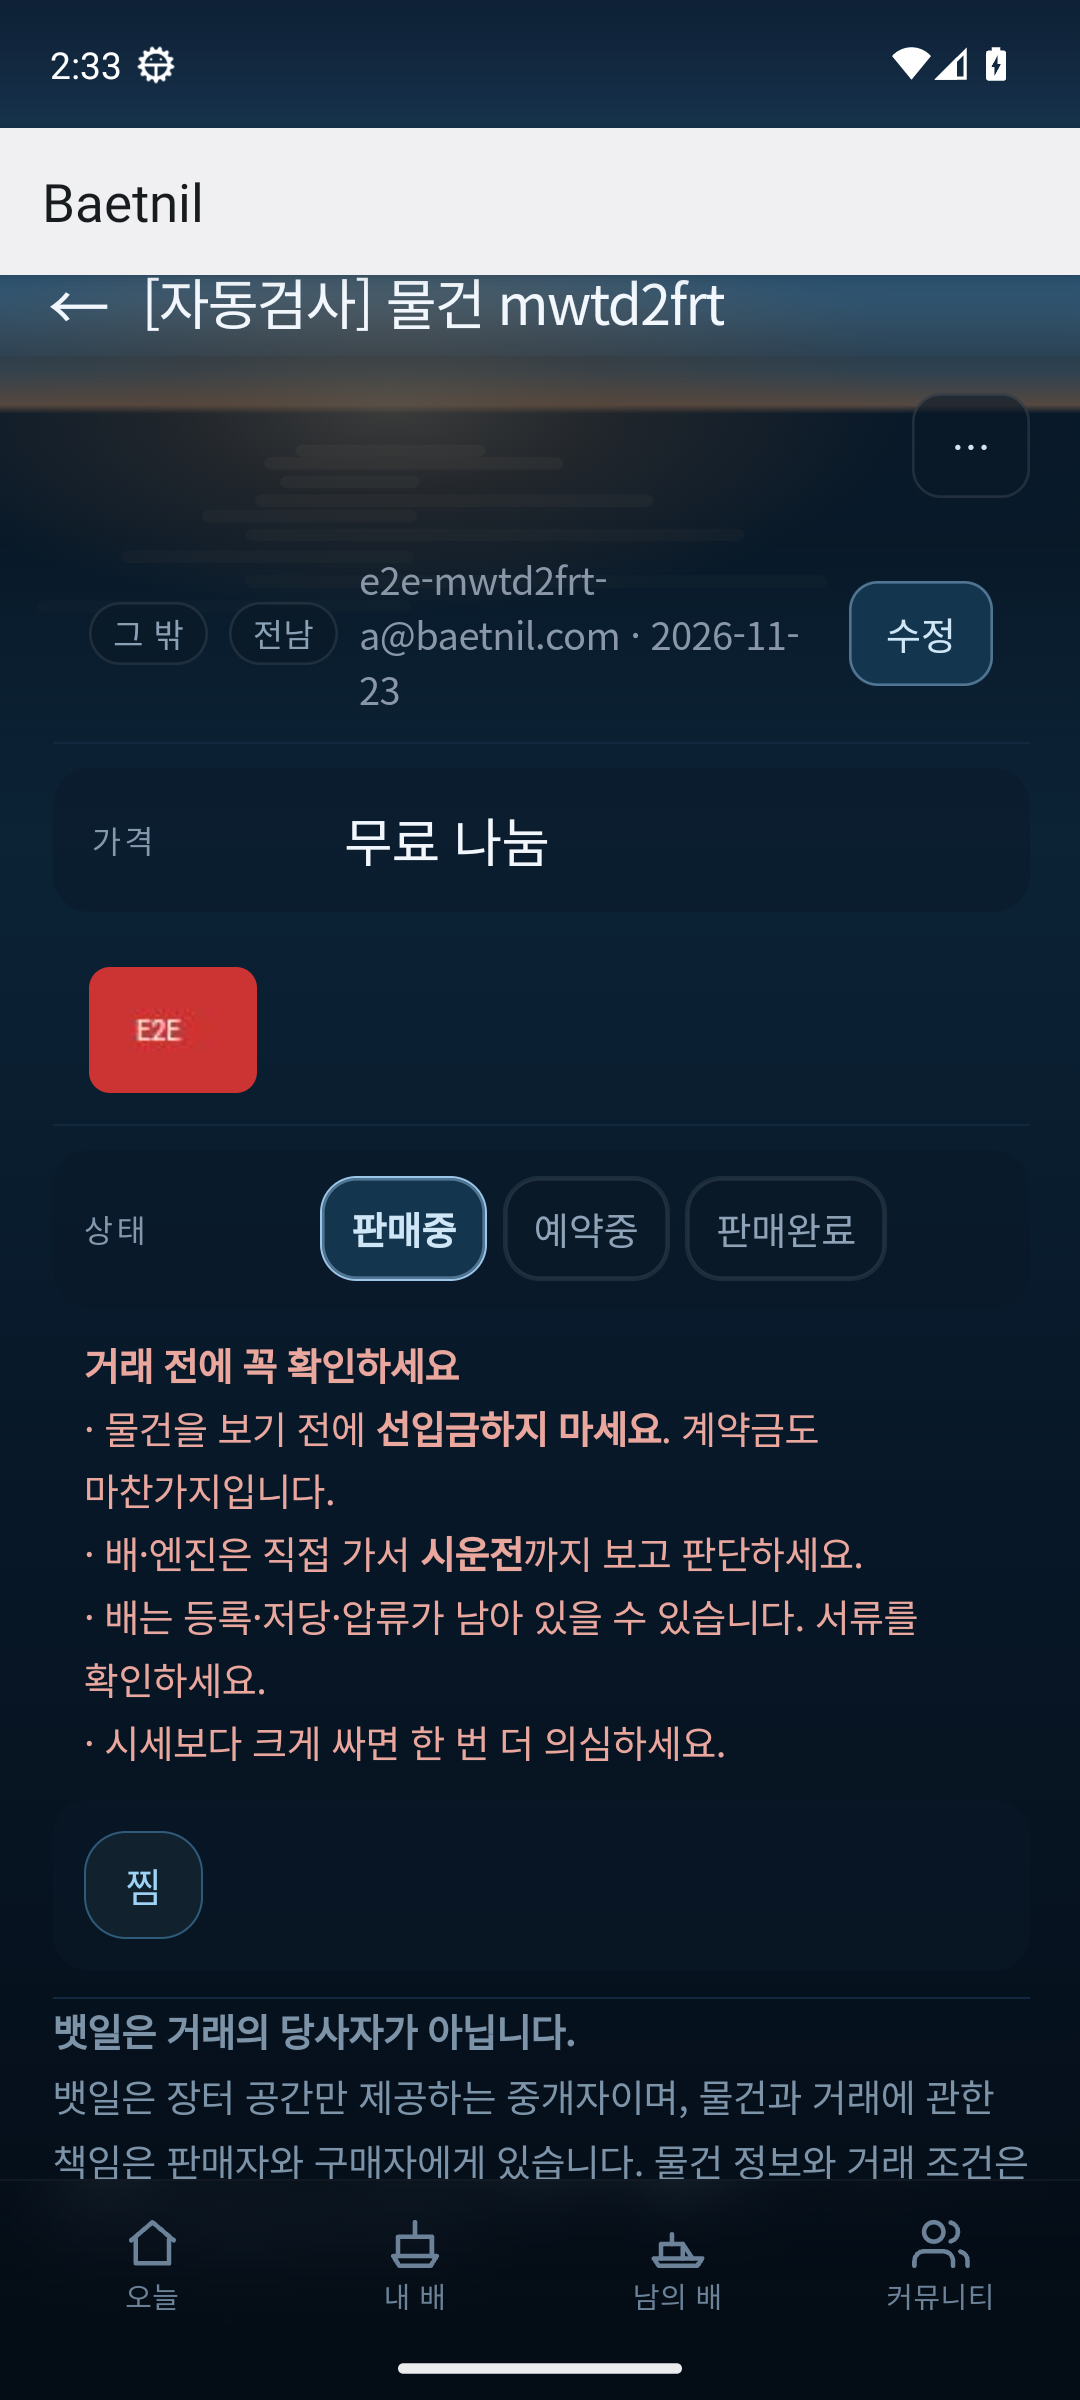 2:33
Baetnil
← [자동검사] 물건 mwtd2frt
…
그 밖
전남
e2e-mwtd2frt-
a@baetnil.com · 2026-11-
23
수정
가격
무료 나눔
E2E
상태
판매중
예약중
판매완료
거래 전에 꼭 확인하세요
· 물건을 보기 전에 선입금하지 마세요. 계약금도
마찬가지입니다.
· 배·엔진은 직접 가서 시운전까지 보고 판단하세요.
· 배는 등록·저당·압류가 남아 있을 수 있습니다. 서류를
확인하세요.
· 시세보다 크게 싸면 한 번 더 의심하세요.
찜
뱃일은 거래의 당사자가 아닙니다.
뱃일은 장터 공간만 제공하는 중개자이며, 물건과 거래에 관한
책임은 판매자와 구매자에게 있습니다. 물건 정보와 거래 조건은
오늘
내 배
남의 배
커뮤니티